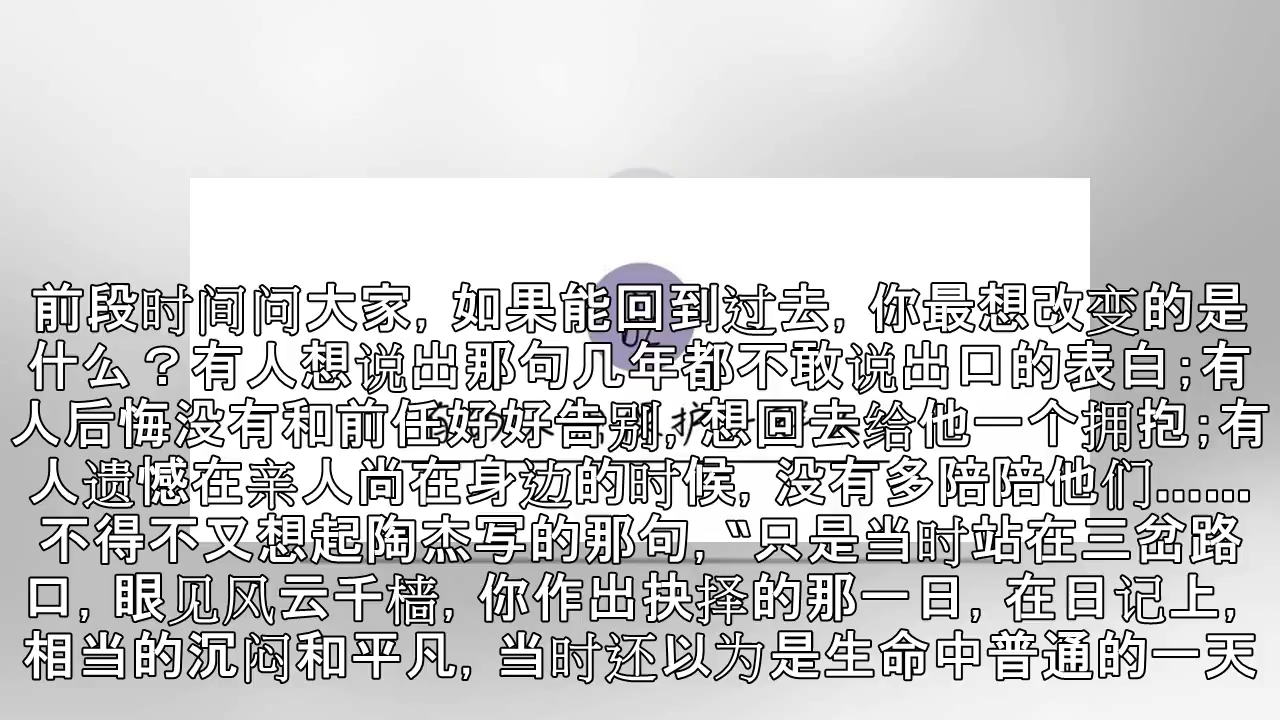 前段时间问大家, 如果能回到过去, 你最想改变的是
什么？有人想说出那句几年都不敢说出口的表白;有
人后悔没有和前任好好告别, 想回去给他一个拥抱;有
人遗憾在亲人尚在身边的时候, 没有多陪陪他们......
不得不又想起陶杰写的那句,“只是当时站在三岔路
口, 眼见风云千樯, 你作出抉择的那一日, 在日记上,
相当的沉闷和平凡, 当时还以为是生命中普通的一天